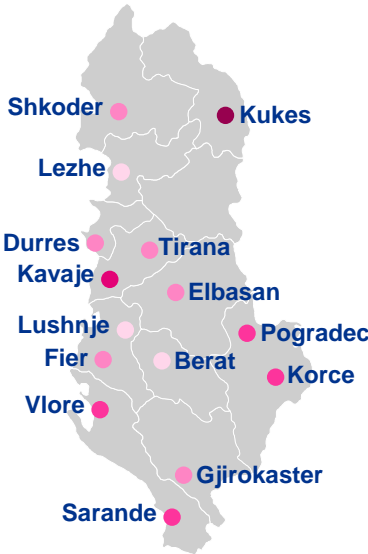 Shkoder
Kukes
Lezhe
Durres
Tirana
Kavaje
Elbasan
Lushnje
Pogradec
Fier
Berat
Korce
Vlore
Gjirokaster
Sarande